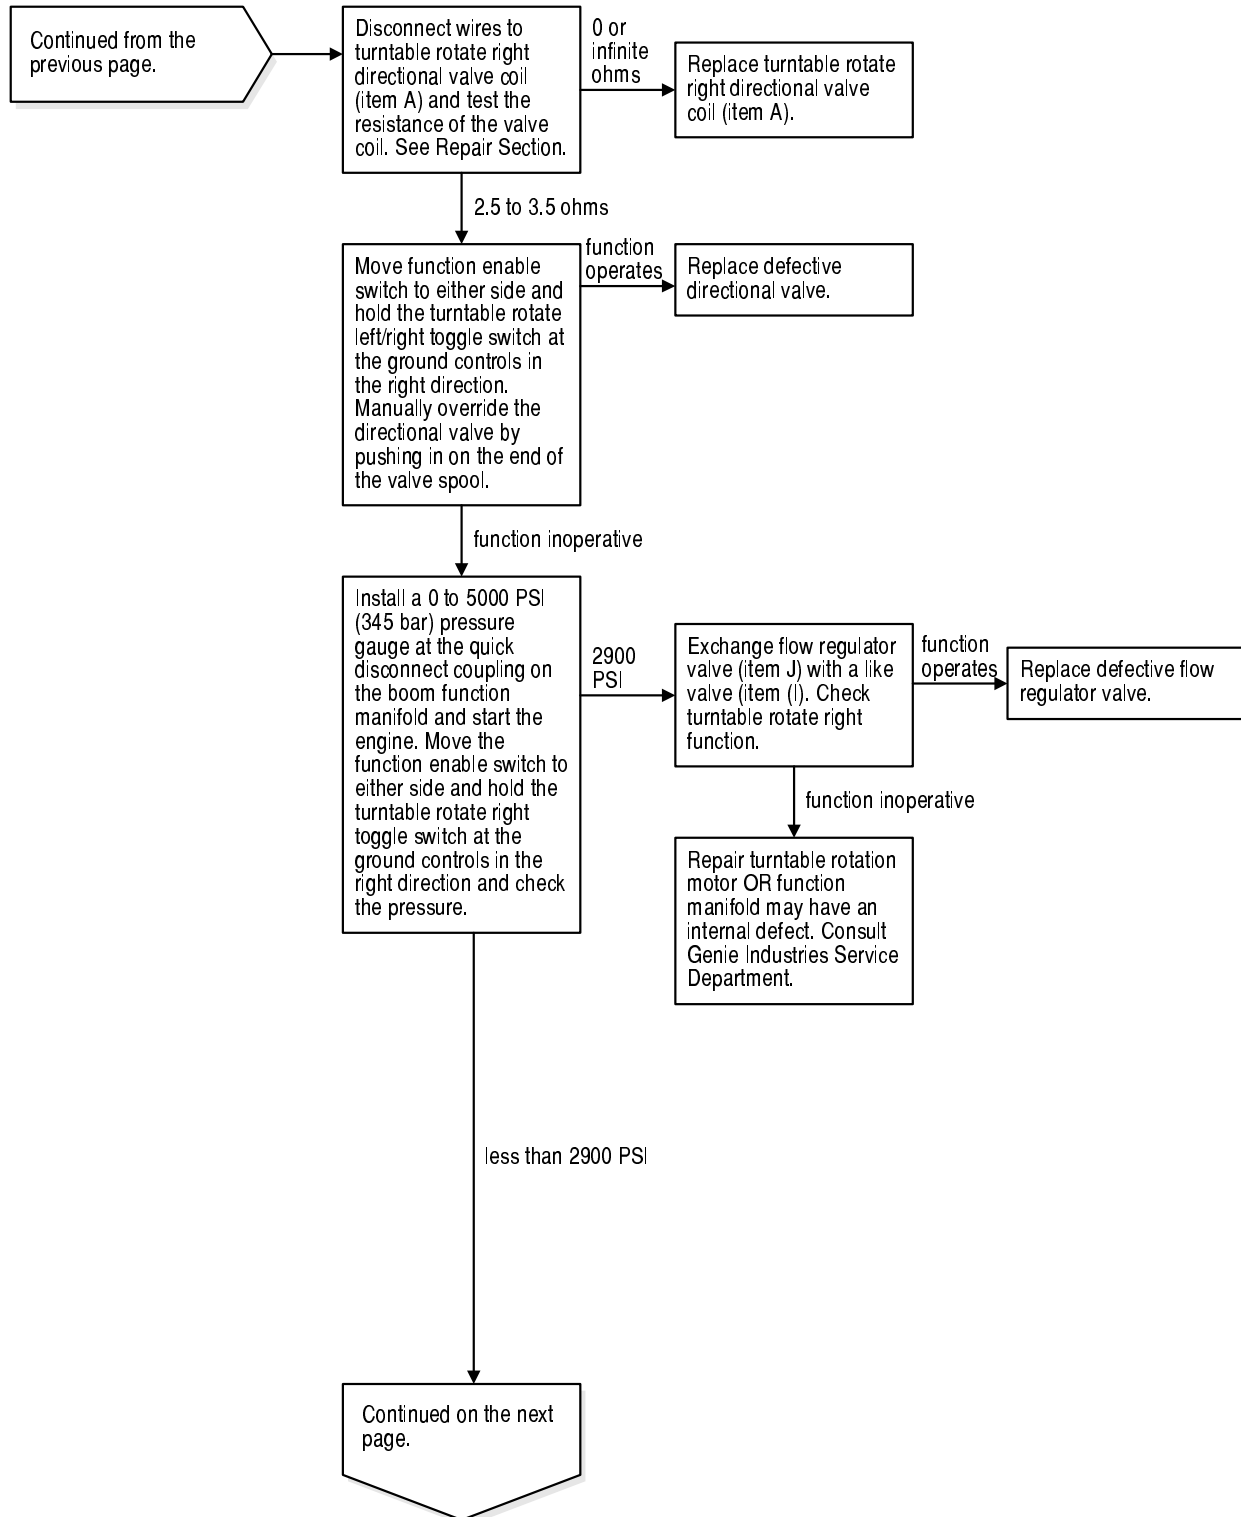 Continued from the
previous page.
Disconnect wires to
turntable rotate right
directional valve coil
(item A) and test the
resistance of the valve
coil. See Repair Section.
0 or
infinite
ohms
Replace turntable rotate
right directional valve
coil (item A).
2.5 to 3.5 ohms
Move function enable
switch to either side and
hold the turntable rotate
left/right toggle switch at
the ground controls in
the right direction.
Manually override the
directional valve by
pushing in on the end of
the valve spool.
function
operates
Replace defective
directional valve.
function inoperative
Install a 0 to 5000 PSI
(345 bar) pressure
gauge at the quick
disconnect coupling on
the boom function
manifold and start the
engine. Move the
function enable switch to
either side and hold the
turntable rotate right
toggle switch at the
ground controls in the
right direction and check
the pressure.
2900
PSI
Exchange flow regulator
valve (item J) with a like
valve (item (I). Check
turntable rotate right
function.
function
operates
Replace defective flow
regulator valve.
function inoperative
Repair turntable rotation
motor OR function
manifold may have an
internal defect. Consult
Genie Industries Service
Department.
less than 2900 PSI
Continued on the next
page.